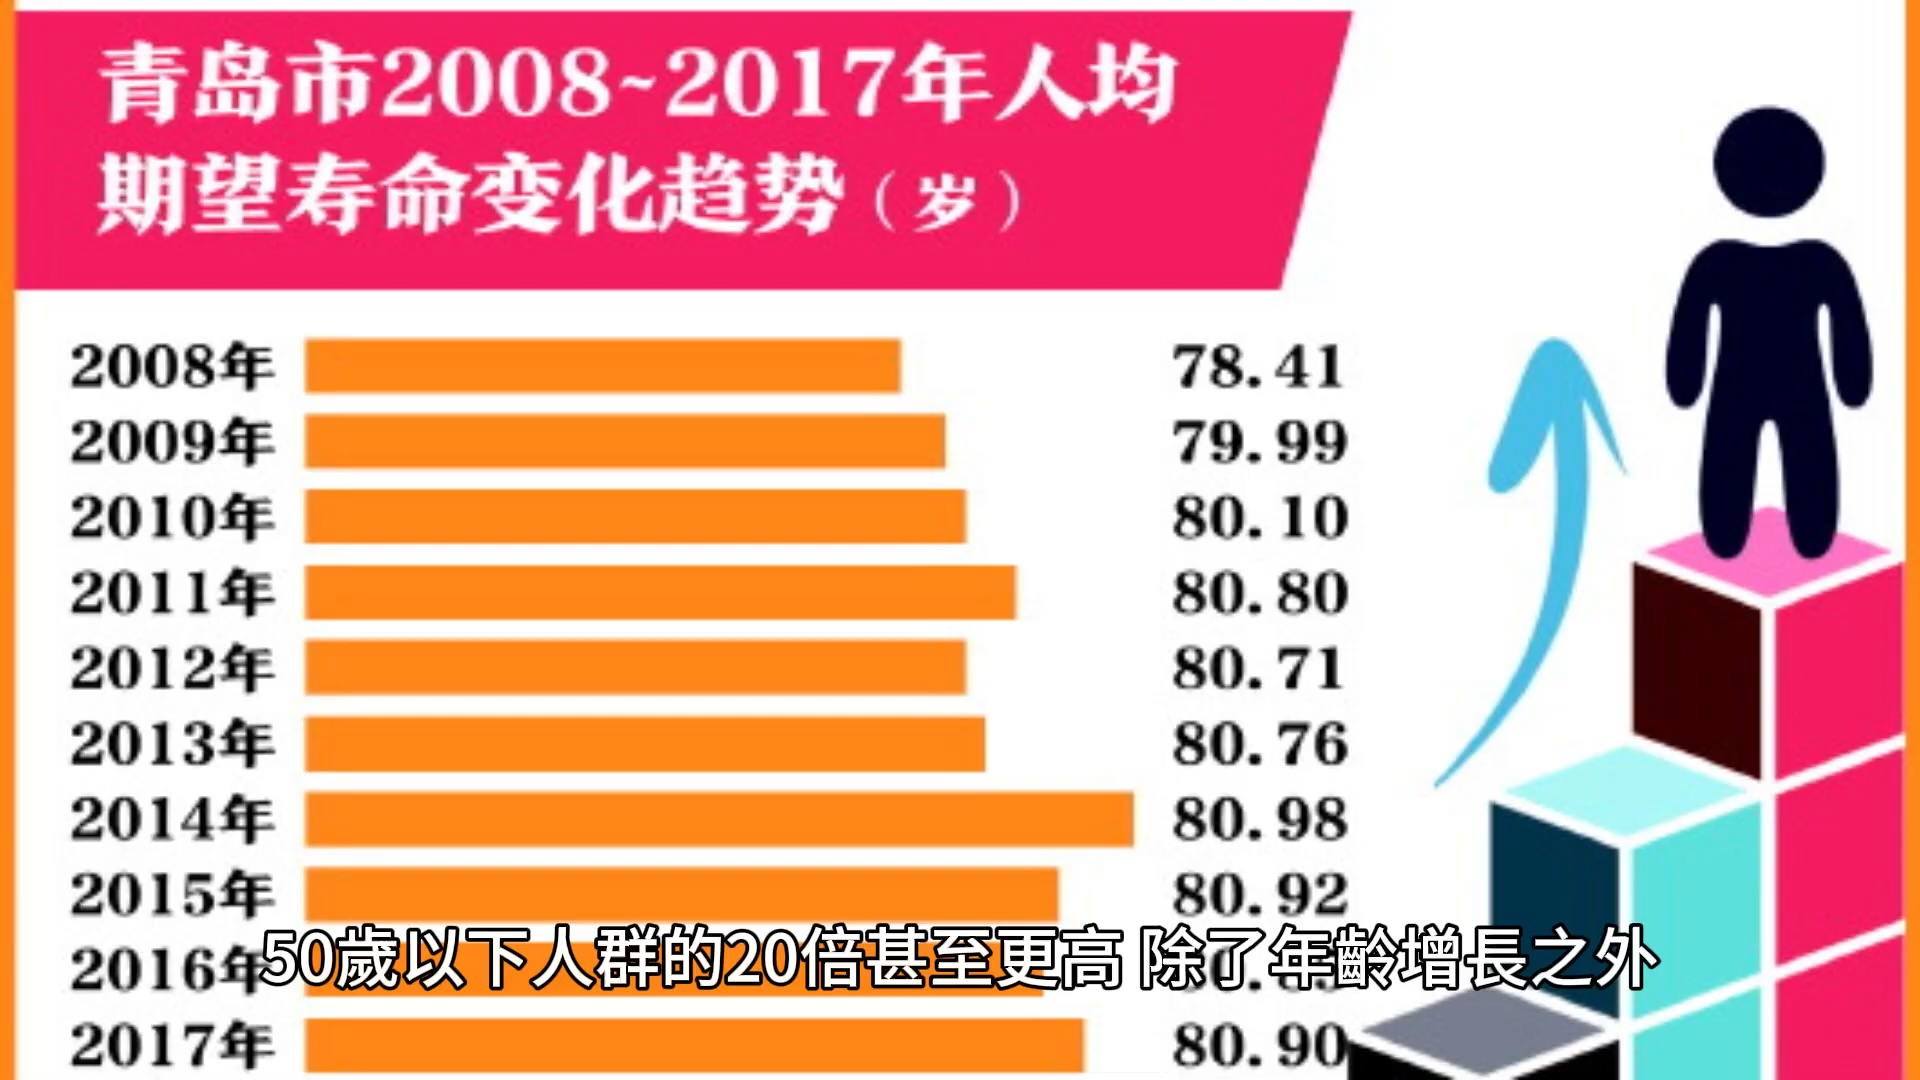 青岛市2008~2017年人均
期望寿命变化趋势（岁）
2008年 78.41
2009年 79.99
2010年 80.10
2011年 80.80
2012年 80.71
2013年 80.76
2014年 80.98
2015年 80.92
2016年
50歲以下人群的20倍甚至更高 除了年齡增長之外
2017年 80.90